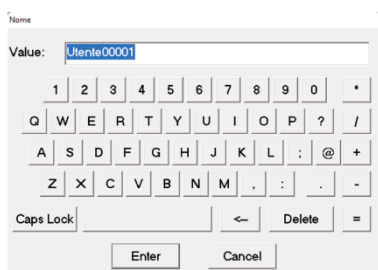 Nome
Value: Utente00001
1 2 3 4 5 6 7 8 9 0 *
Q W E R T Y U I O P ? /
A S D F G H J K L ; @ +
Z X C V B N M , : . -
Caps Lock <-- Delete =
Enter Cancel